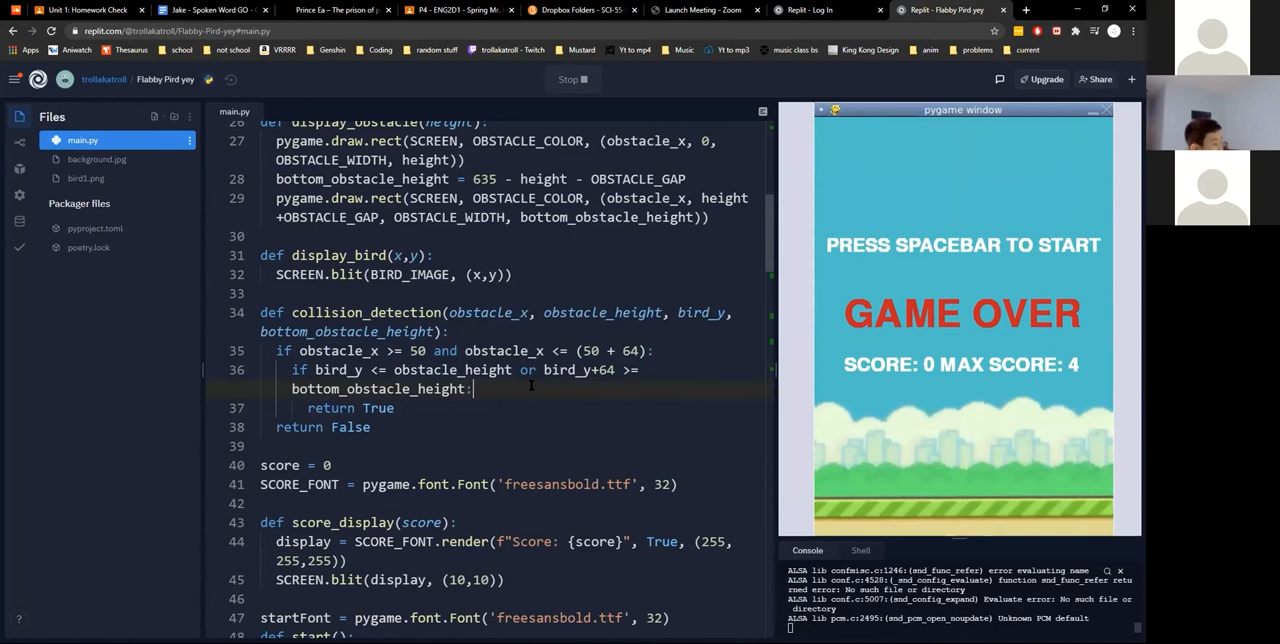 Unit 1: Homework Check
Jake - Spoken Word GO
Prince Ea — The prison of p
P4 - ENG2D1 - Spring Mr.
Dropbox Folders - SCI-55
Launch Meeting - Zoom
Replit - Log In
Replit - Flabby Pird-yey
replit.com/@trollakatroll/Flabby-Pird-yey#main.py
Apps
Aniwatch
Thesaurus
school
not school
VRRRR
Genshin
Coding
random stuff
trollakatroll - Twitch
Mustard
Yt to mp4
Music
Yt to mp3
music class bs
King Kong Design
anim
problems
current
trollakatroll / Flabby Pird yey
Stop
Upgrade
Share
Files
main.py
background.jpg
bird1.png
Packager files
pyproject.toml
poetry.lock
main.py
26 def display_obstacle(height):
27 pygame.draw.rect(SCREEN, OBSTACLE_COLOR, (obstacle_x, 0,
OBSTACLE_WIDTH, height))
28 bottom_obstacle_height = 635 - height - OBSTACLE_GAP
29 pygame.draw.rect(SCREEN, OBSTACLE_COLOR, (obstacle_x, height
+OBSTACLE_GAP, OBSTACLE_WIDTH, bottom_obstacle_height))
30
31 def display_bird(x,y):
32 SCREEN.blit(BIRD_IMAGE, (x,y))
33
34 def collision_detection(obstacle_x, obstacle_height, bird_y,
bottom_obstacle_height):
35 if obstacle_x >= 50 and obstacle_x <= (50 + 64):
36 if bird_y <= obstacle_height or bird_y+64 >=
bottom_obstacle_height:
37 return True
38 return False
39
40 score = 0
41 SCORE_FONT = pygame.font.Font('freesansbold.ttf', 32)
42
43 def score_display(score):
44 display = SCORE_FONT.render(f"Score: {score}", True, (255,
255,255))
45 SCREEN.blit(display, (10,10))
46
47 startFont = pygame.font.Font('freesansbold.ttf', 32)
48 def start():
pygame window
PRESS SPACEBAR TO START
GAME OVER
SCORE: 0 MAX SCORE: 4
Console
Shell
ALSA lib confmisc.c:1246:(snd_func_refer) error evaluating name
ALSA lib conf.c:4528:(_snd_config_evaluate) function snd_func_refer retu
rned error: No such file or directory
ALSA lib conf.c:5007:(snd_config_expand) Evaluate error: No such file or
directory
ALSA lib pcm.c:2495:(snd_pcm_open_noupdate) Unknown PCM default